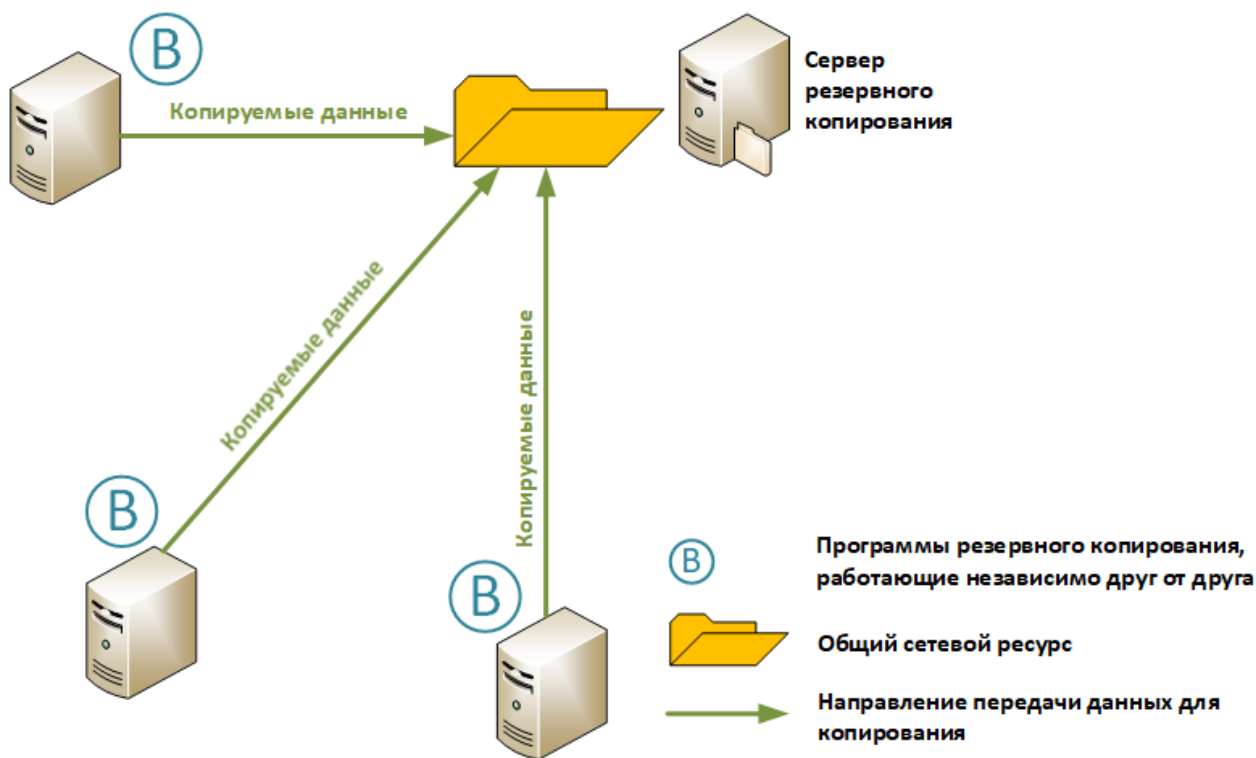 B
Копируемые данные
Сервер
резервного
копирования
Копируемые данные
Копируемые данные
B
B
B
Программы резервного копирования,
работающие независимо друг от друга
Общий сетевой ресурс
Направление передачи данных для
копирования